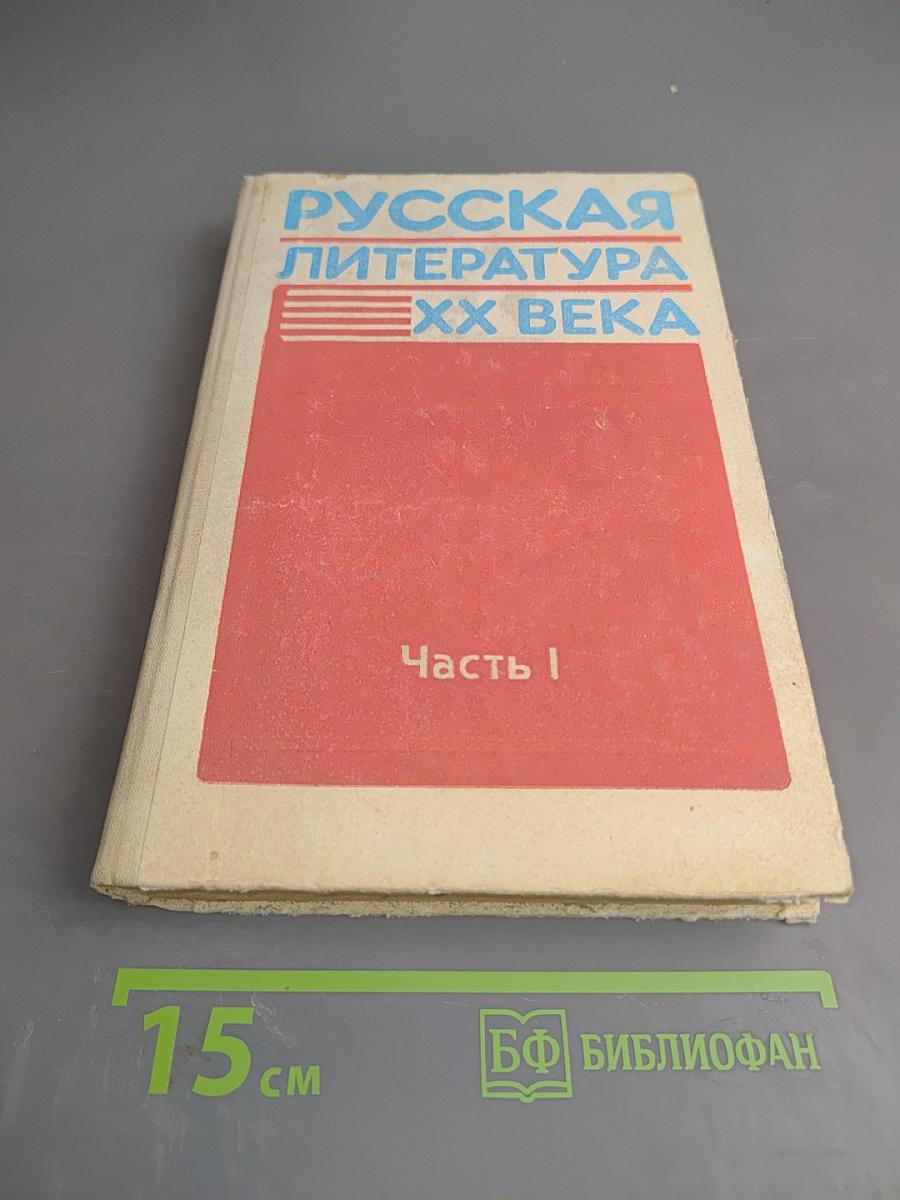 РУССКАЯ
ЛИТЕРАТУРА
XX ВЕКА
Часть I
15 см
БФ БИБЛИОФАН